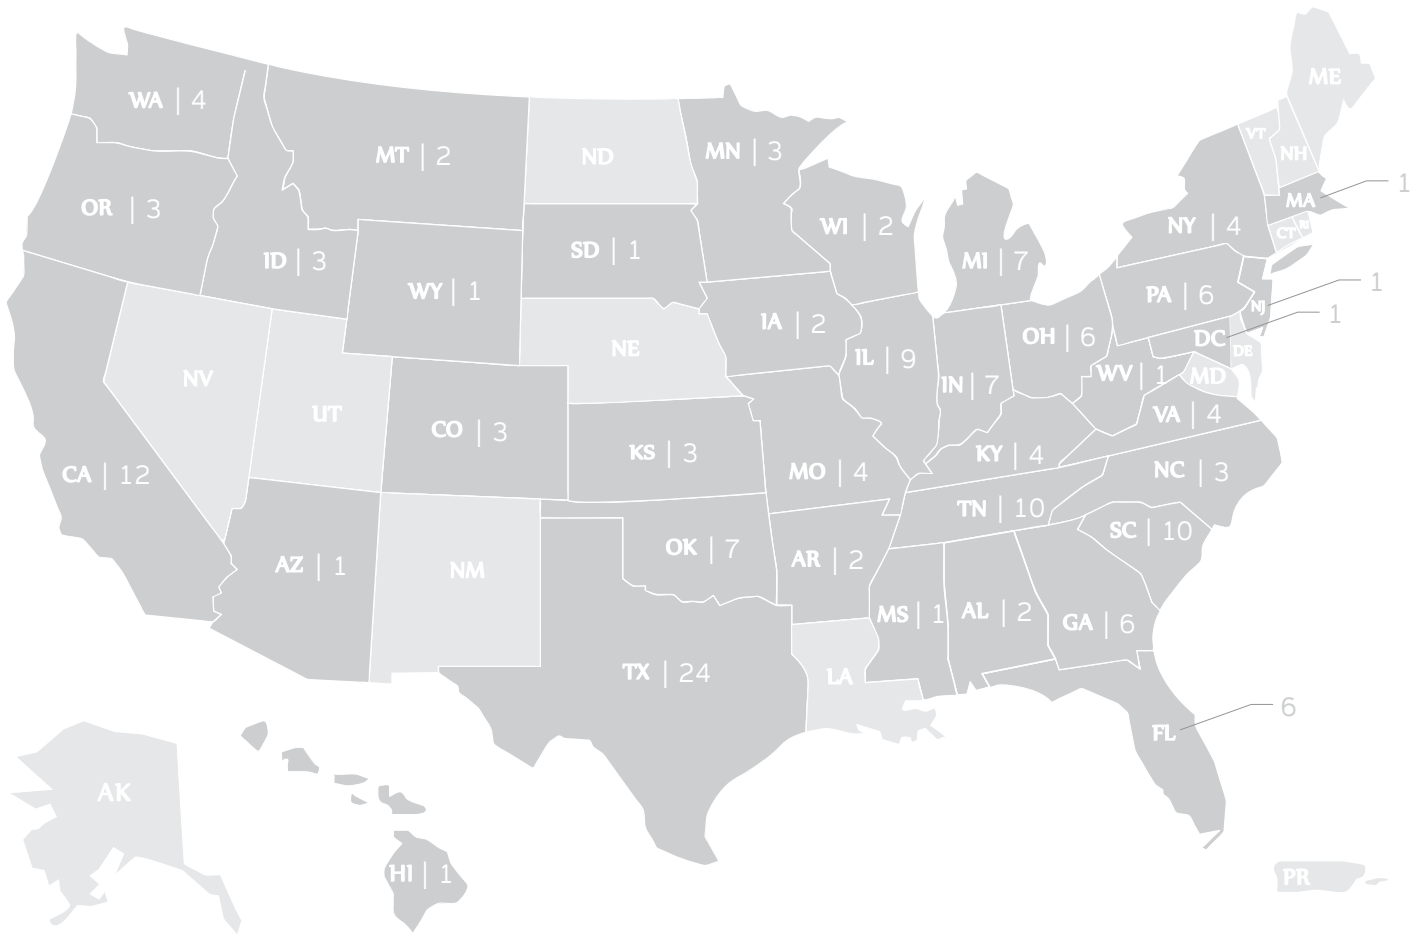 ME
WA | 4
VT
MT | 2
ND
MN | 3
NH
1
MA
OR | 3
WI | 2
NY | 4
CT
RI
SD | 1
ID | 3
MI | 7
WY | 1
PA | 6
1
NJ
1
IA | 2
OH | 6
DC
NE
DE
IL | 9
NV
WV | 1
MD
IN | 7
UT
VA | 4
CO | 3
KS | 3
KY | 4
CA | 12
MO | 4
NC | 3
TN | 10
SC | 10
OK | 7
AR | 2
AZ | 1
NM
MS | 1
AL | 2
GA | 6
TX | 24
LA
6
FL
AK
HI | 1
PR